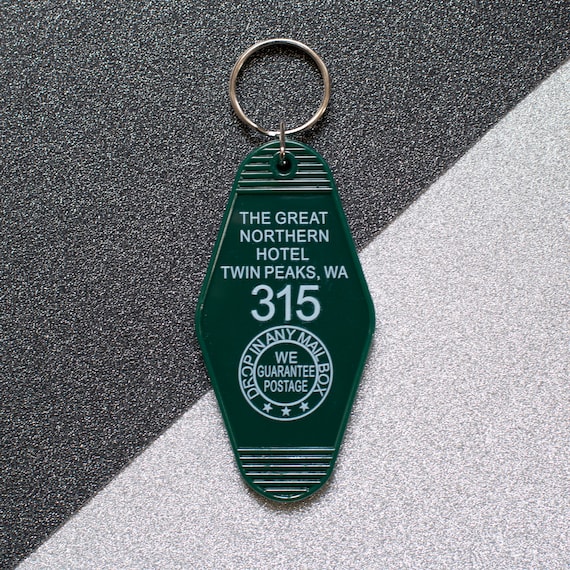 THE GREAT
NORTHERN
HOTEL
TWIN PEAKS, WA
315
DROP IN ANY MAIL BOX
WE
GUARANTEE
POSTAGE